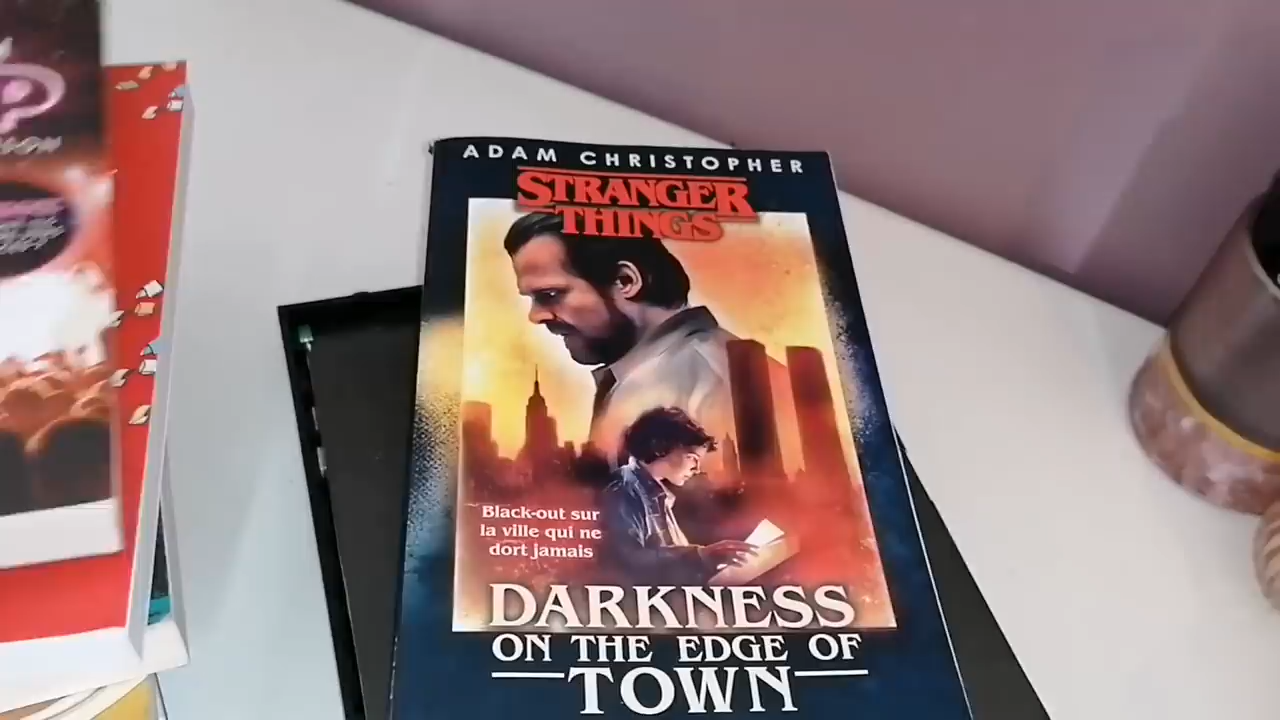 ADAM CHRISTOPHER
STRANGER
THINGS
Black-out sur
la ville qui ne
dort jamais
DARKNESS
ON THE EDGE OF
TOWN